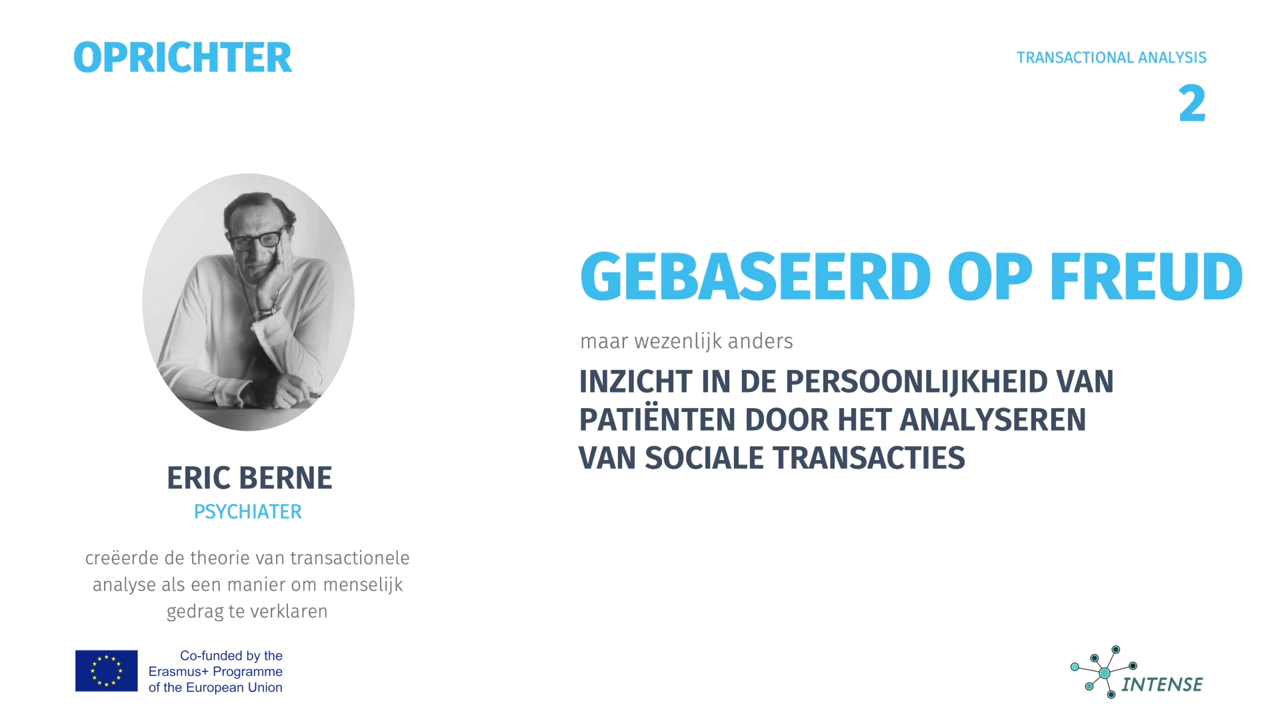 OPRICHTER
TRANSACTIONAL ANALYSIS
2
GEBASEERD OP FREUD
maar wezenlijk anders
INZICHT IN DE PERSOONLIJKHEID VAN
PATIËNTEN DOOR HET ANALYSEREN
VAN SOCIALE TRANSACTIES
ERIC BERNE
PSYCHIATER
creëerde de theorie van transactionele
analyse als een manier om menselijk
gedrag te verklaren
Co-funded by the
Erasmus+ Programme
of the European Union
INTENSE